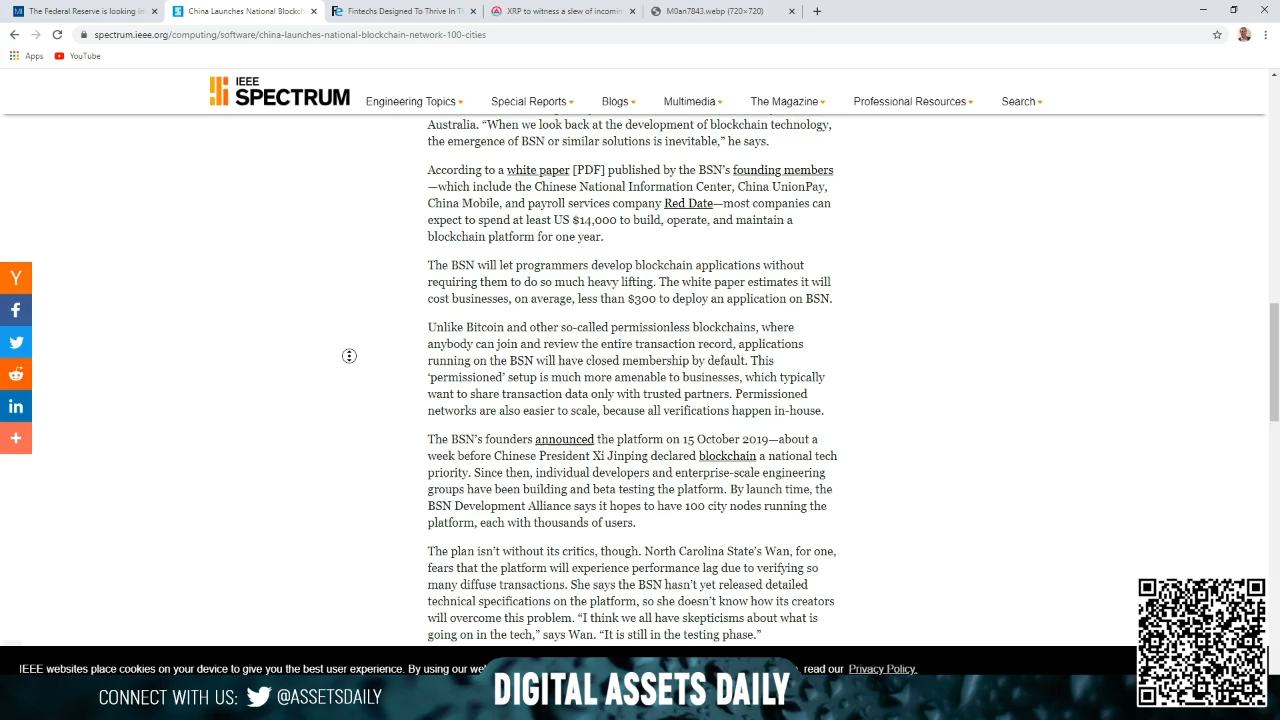 The Federal Reserve is looking in
China Launches National Blockch
Fintechs Designed To Thrive In T
XRP to witness a slew of incomin
M0an7843.webp (720×720)
spectrum.ieee.org/computing/software/china-launches-national-blockchain-network-100-cities
Apps
YouTube
IEEE
SPECTRUM
Engineering Topics
Special Reports
Blogs
Multimedia
The Magazine
Professional Resources
Search
Australia. “When we look back at the development of blockchain technology,
the emergence of BSN or similar solutions is inevitable,” he says.
According to a white paper [PDF] published by the BSN’s founding members
—which include the Chinese National Information Center, China UnionPay,
China Mobile, and payroll services company Red Date—most companies can
expect to spend at least US $14,000 to build, operate, and maintain a
blockchain platform for one year.
The BSN will let programmers develop blockchain applications without
requiring them to do so much heavy lifting. The white paper estimates it will
cost businesses, on average, less than $300 to deploy an application on BSN.
Unlike Bitcoin and other so-called permissionless blockchains, where
anybody can join and review the entire transaction record, applications
running on the BSN will have closed membership by default. This
‘permissioned’ setup is much more amenable to businesses, which typically
want to share transaction data only with trusted partners. Permissioned
networks are also easier to scale, because all verifications happen in-house.
The BSN’s founders announced the platform on 15 October 2019—about a
week before Chinese President Xi Jinping declared blockchain a national tech
priority. Since then, individual developers and enterprise-scale engineering
groups have been building and beta testing the platform. By launch time, the
BSN Development Alliance says it hopes to have 100 city nodes running the
platform, each with thousands of users.
The plan isn’t without its critics, though. North Carolina State’s Wan, for one,
fears that the platform will experience performance lag due to verifying so
many diffuse transactions. She says the BSN hasn’t yet released detailed
technical specifications on the platform, so she doesn’t know how its creators
will overcome this problem. “I think we all have skepticisms about what is
going on in the tech,” says Wan. “It is still in the testing phase.”
IEEE websites place cookies on your device to give you the best user experience. By using our we
, read our Privacy Policy.
CONNECT WITH US: @ASSETSDAILY
DIGITAL ASSETS DAILY